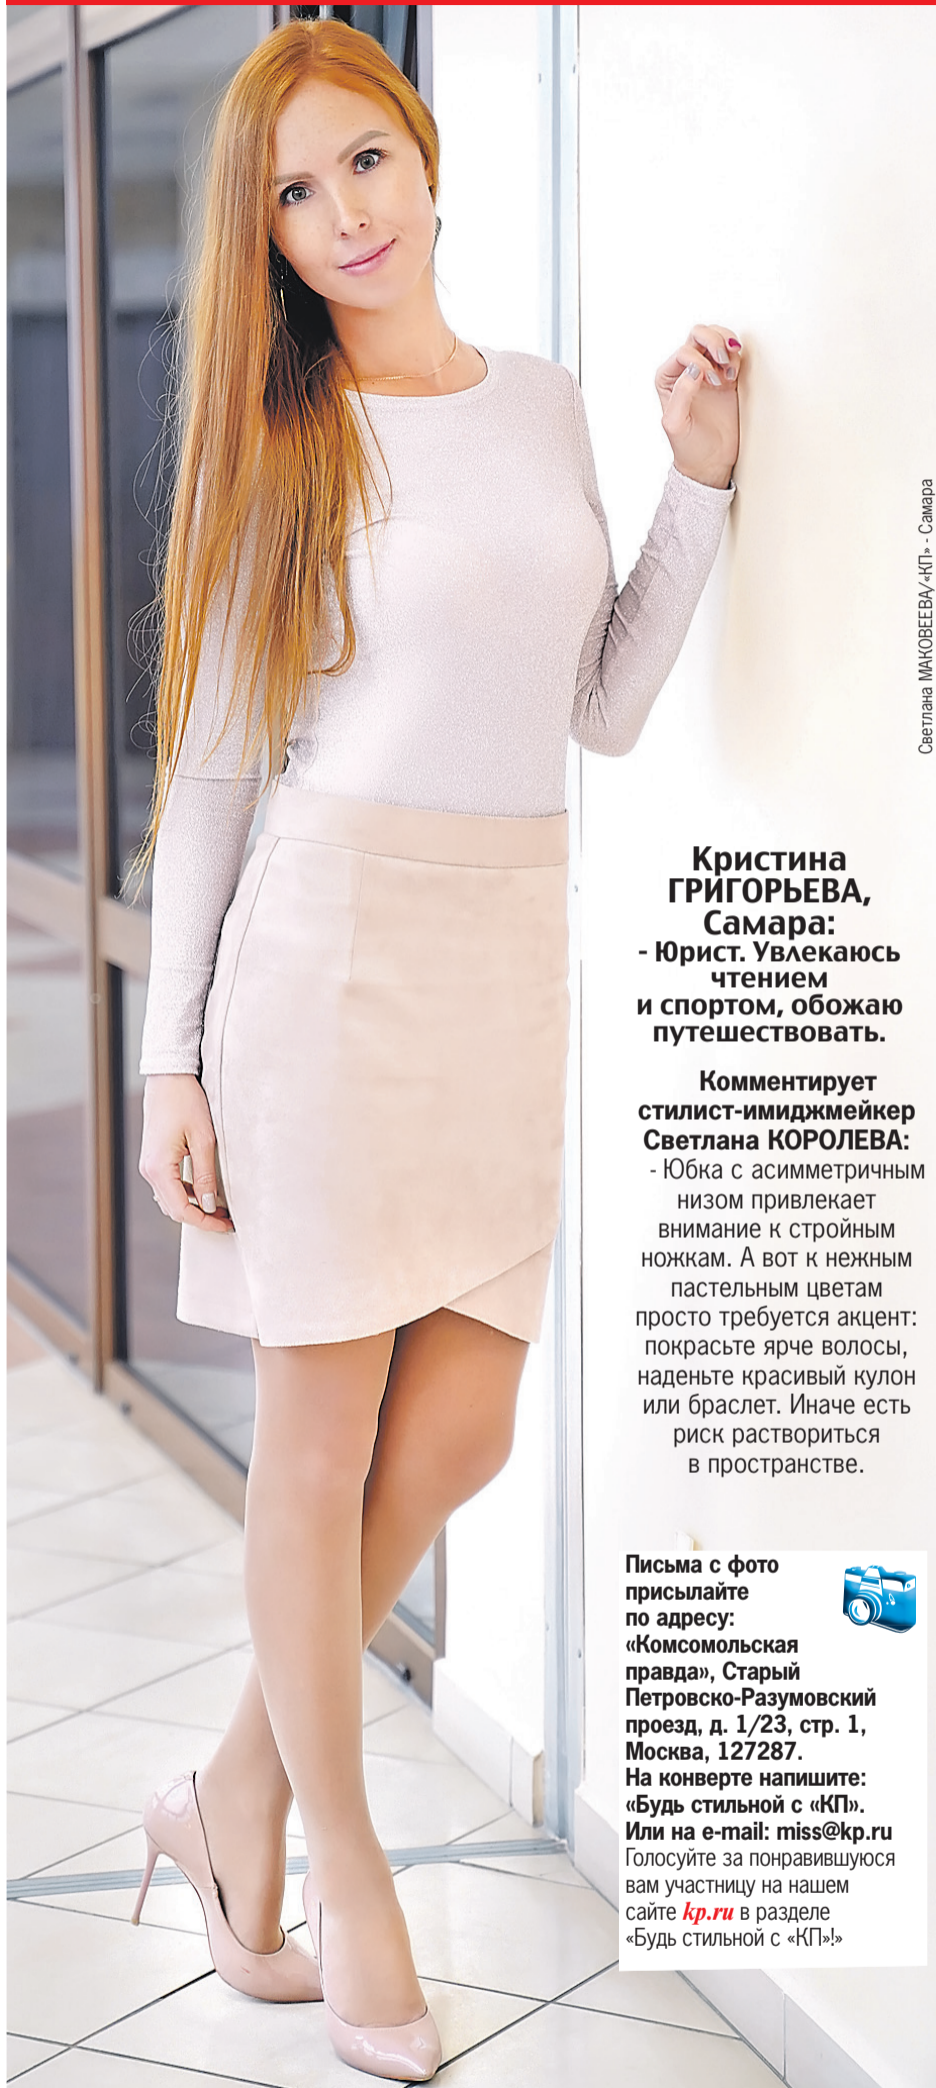 Светлана МАКОВЕЕВА/«КП» - Самара
Кристина
ГРИГОРЬЕВА,
Самара:
- Юрист. Увлекаюсь
чтением
и спортом, обожаю
путешествовать.
Комментирует
стилист-имиджмейкер
Светлана КОРОЛЕВА:
- Юбка с асимметричным
низом привлекает
внимание к стройным
ножкам. А вот к нежным
пастельным цветам
просто требуется акцент:
покрасьте ярче волосы,
наденьте красивый кулон
или браслет. Иначе есть
риск раствориться
в пространстве.
Письма с фото
присылайте
по адресу:
«Комсомольская
правда», Старый
Петровско-Разумовский
проезд, д. 1/23, стр. 1,
Москва, 127287.
На конверте напишите:
«Будь стильной с «КП».
Или на e-mail: miss@kp.ru
Голосуйте за понравившуюся
вам участницу на нашем
сайте kp.ru в разделе
«Будь стильной с «КП»!»